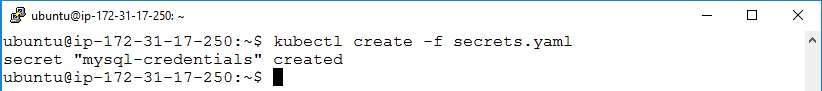 ubuntu@ip-172-31-17-250: ~
ubuntu@ip-172-31-17-250:~$ kubectl create -f secrets.yaml
secret "mysql-credentials" created
ubuntu@ip-172-31-17-250:~$